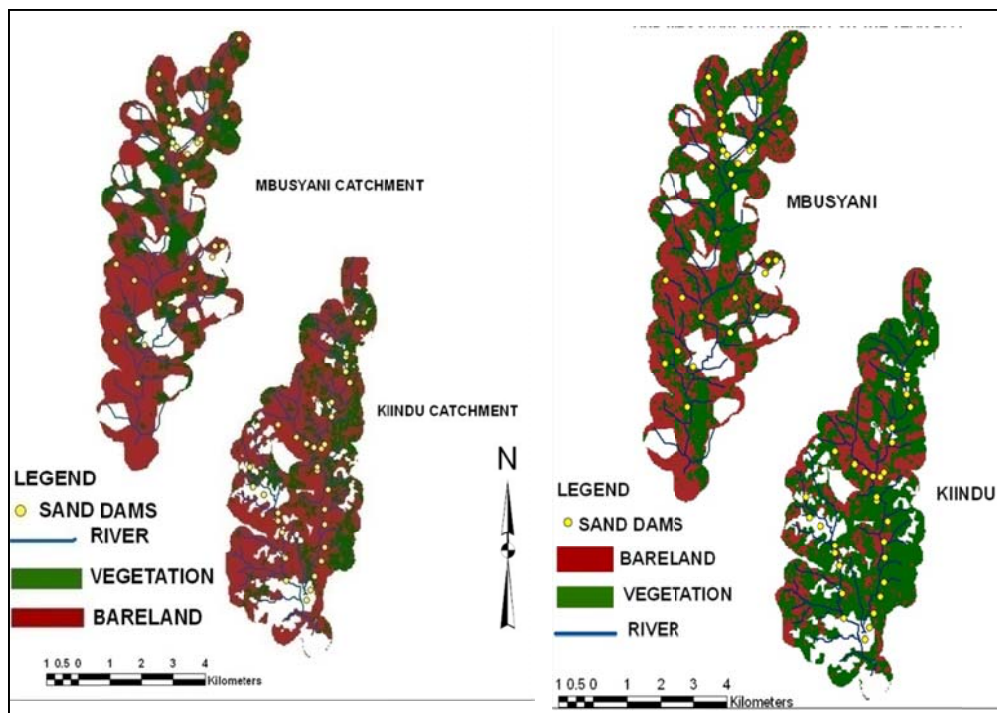 MBUSYANI CATCHMENT
KIINDU CATCHMENT
N
LEGEND
SAND DAMS
RIVER
VEGETATION
BARELAND
1 0.5 0 1 2 3 4
Kilometers
MBUSYANI
KIINDU
LEGEND
SAND DAMS
BARELAND
VEGETATION
RIVER
1 0.5 0 1 2 3 4
Kilometers